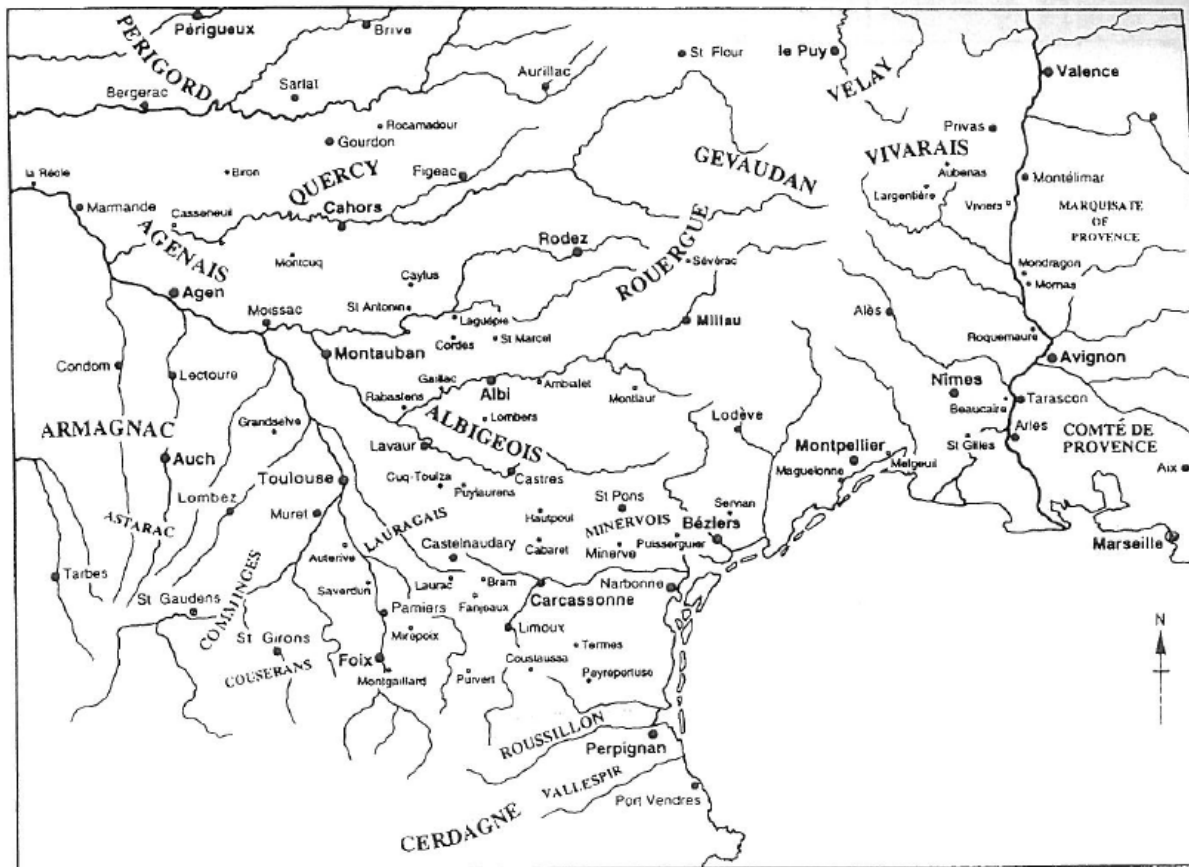 Périgueux
Brive
PÉRIGORD
St Flour
le Puy
VELAY
Valence
Bergerac
Sarlat
Aurillac
Rocamadour
Gourdon
Privas
GEVAUDAN
VIVARAIS
Aubenas
la Réole
Biron
QUERCY
Figeac
Largentière
Montélimar
Viviers
MARQUISATE
DE
PROVENCE
Marmande
Casseneuil
Cahors
AGENAIS
Montcuq
Rodez
ROUERGUE
Sévérac
Mondragon
Mornas
Caylus
Agen
St Antonin
Moissac
Laguépie
Millau
Alès
Cordes
St Marcel
Roquemaure
Montauban
Avignon
Condom
Lectoure
Gaillac
Albi
Ambialet
Montlaur
Nîmes
Rabastens
Beaucaire
Tarascon
ARMAGNAC
Grandselve
ALBIGEOIS
Lombers
Lodève
St Gilles
Arles
COMTÉ DE
PROVENCE
Lavaur
Montpellier
Auch
Toulouse
Castres
Maguelonne
Melgeuil
Aix
Cuq-Toulza
Puylaurens
Lombez
St Pons
Servian
ASTARAC
Muret
LAURAGAIS
Hautpoul
MINERVOIS
Béziers
Puisserguier
Auterive
Castelnaudary
Cabaret
Minerve
Marseille
Tarbes
COMMINGES
Saverdun
Laurac
Bram
Narbonne
St Gaudens
Fanjeaux
Carcassonne
Pamiers
Mirepoix
Limoux
N
St Girons
Foix
Termes
COUSERANS
Coustaussa
Montgaillard
Puivert
Peyrepertuse
ROUSSILLON
Perpignan
VALLESPIR
Port Vendres
CERDAGNE